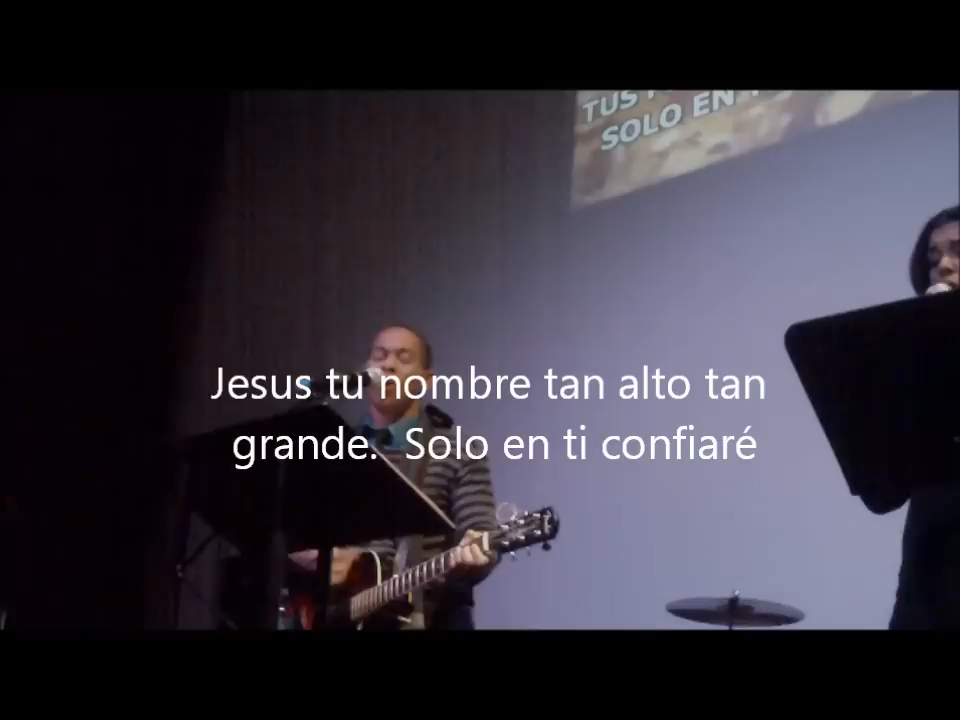 TUS
SOLO EN
Jesus tu nombre tan alto tan
grande. Solo en ti confiaré